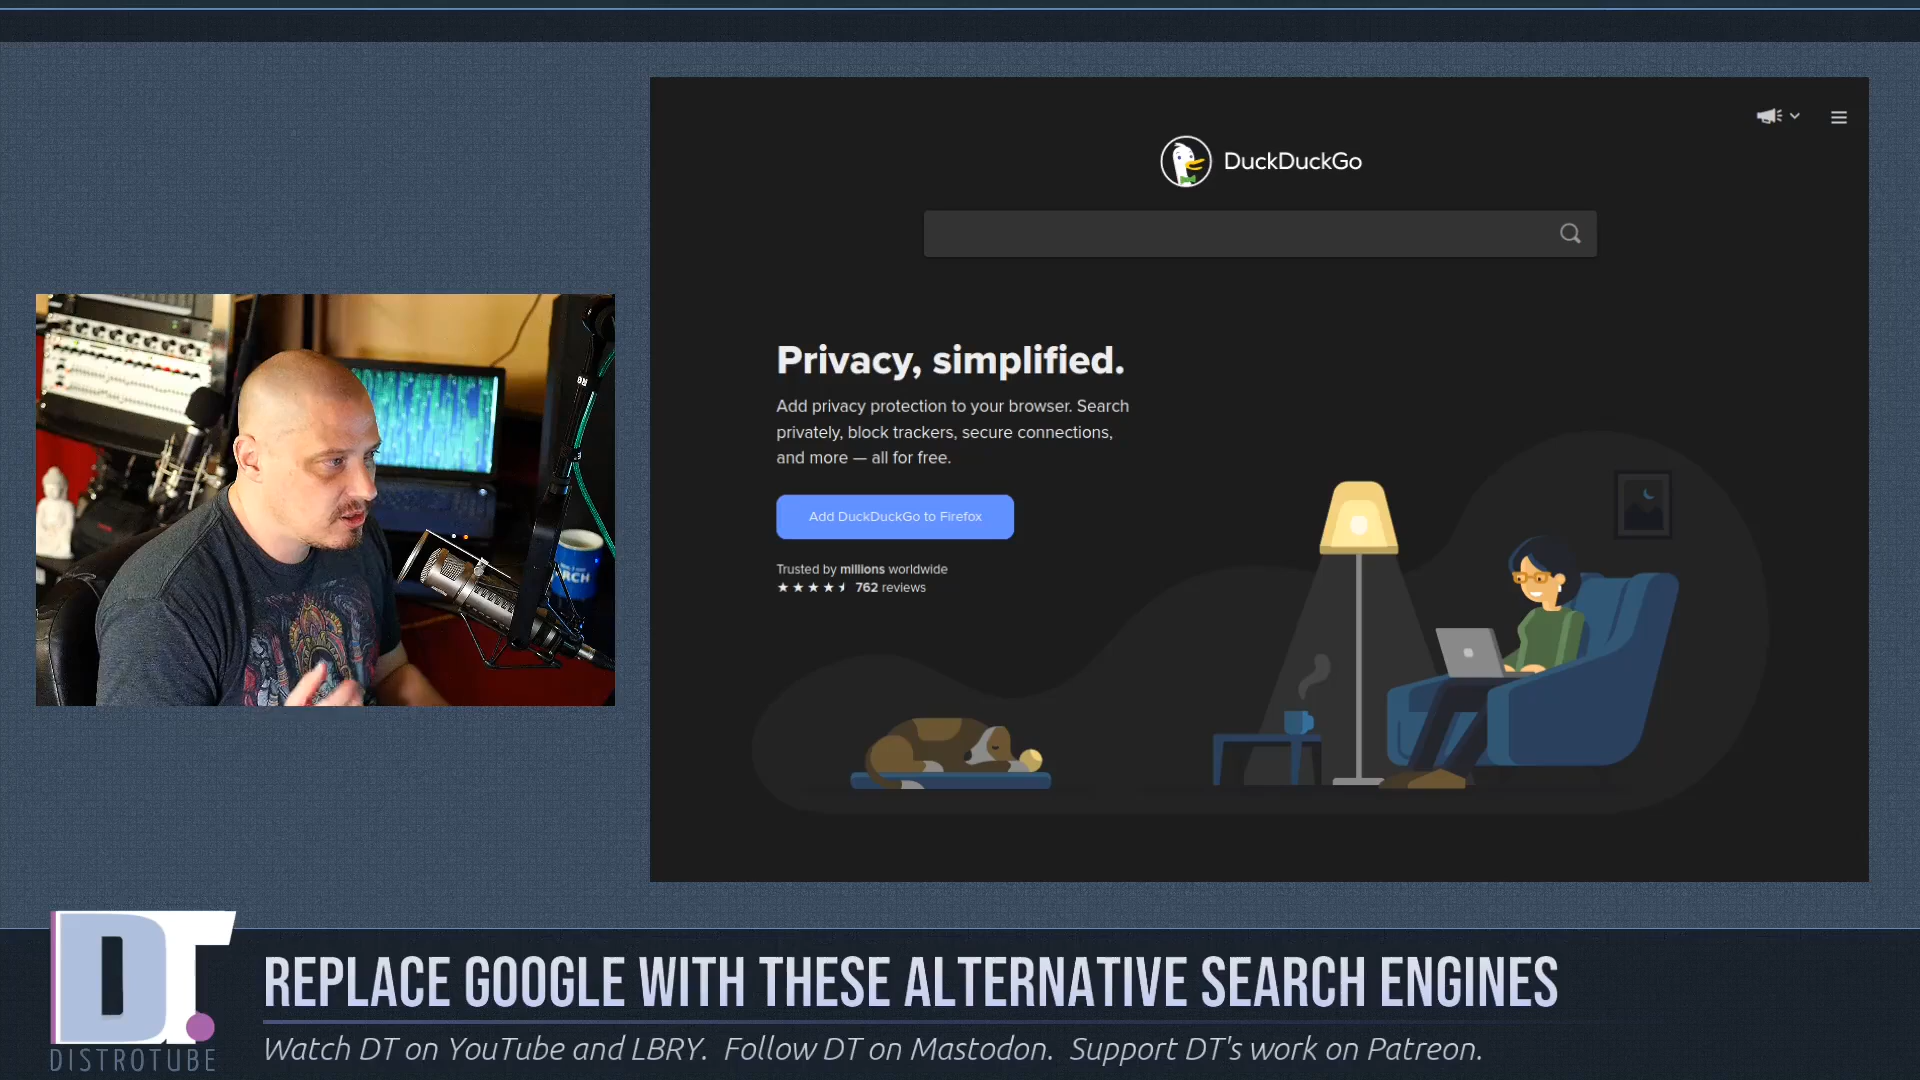 DuckDuckGo
Privacy, simplified.
Add privacy protection to your browser. Search
privately, block trackers, secure connections,
and more — all for free.
Add DuckDuckGo to Firefox
Trusted by millions worldwide
762 reviews
RCH
DT
DISTROTUBE
REPLACE GOOGLE WITH THESE ALTERNATIVE SEARCH ENGINES
Watch DT on YouTube and LBRY. Follow DT on Mastodon. Support DT's work on Patreon.